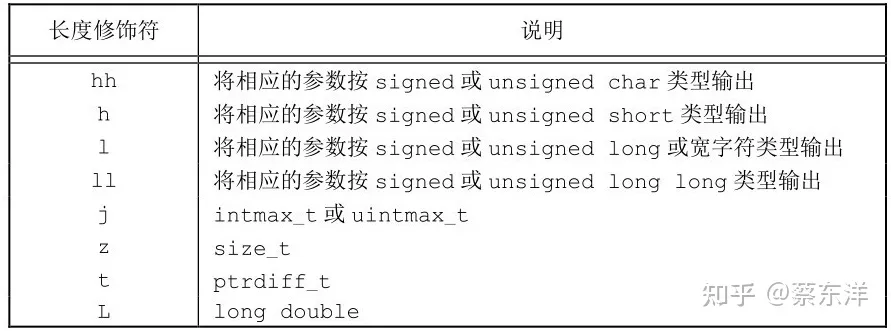 长度修饰符 说明
hh 将相应的参数按 signed 或 unsigned char 类型输出
h 将相应的参数按 signed 或 unsigned short 类型输出
l 将相应的参数按 signed 或 unsigned long 或宽字符类型输出
ll 将相应的参数按 signed 或 unsigned long long 类型输出
j intmax_t 或 uintmax_t
z size_t
t ptrdiff_t
L long double
知乎 @蔡东洋